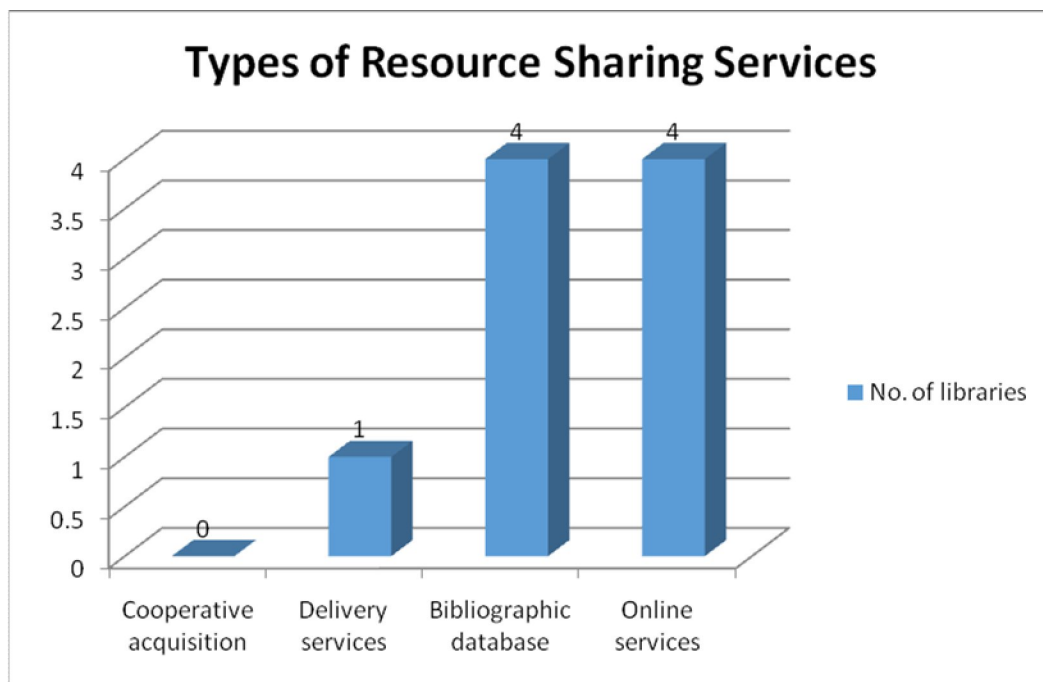 Types of Resource Sharing Services
4
3.5
3
2.5
2
1.5
1
0.5
0
0
1
4
4
Cooperative
acquisition
Delivery
services
Bibliographic
database
Online
services
No. of libraries